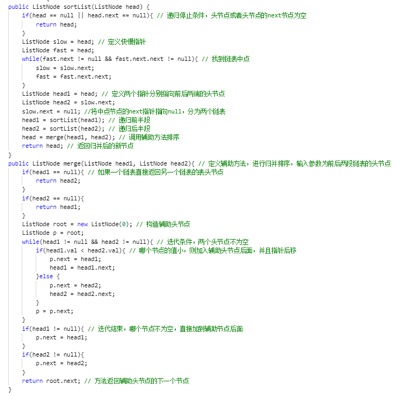 public ListNode sortList(ListNode head) {
if(head == null || head.next == null){ // 递归停止条件，头节点或者头节点的next节点为空
return head;
}
ListNode slow = head; // 定义快慢指针
ListNode fast = head;
while(fast.next != null && fast.next.next != null){ // 找到链表中点
slow = slow.next;
fast = fast.next.next;
}
ListNode head1 = head; // 定义两个指针分别指向前后两端的头节点
ListNode head2 = slow.next;
slow.next = null; //将中点节点的next指针指向null，分为两个链表
head1 = sortList(head1); // 递归前半段
head2 = sortList(head2); // 递归后半段
head = merge(head1, head2); // 调用辅助方法排序
return head; // 返回归并后的新节点
}
public ListNode merge(ListNode head1, ListNode head2){ // 定义辅助方法，进行归并排序，输入参数为前后两段链表的头节点
if(head1 == null){ // 如果一个链表直接返回另一个链表的表头节点
return head2;
}
if(head2 == null){
return head1;
}
ListNode root = new ListNode(0); // 构造辅助头节点
ListNode p = root;
while(head1 != null && head2 != null){ // 迭代条件：两个头节点不为空
if(head1.val < head2.val){ // 哪个节点的值小，则加入辅助头节点后面，并且指针后移
p.next = head1;
head1 = head1.next;
}else {
p.next = head2;
head2 = head2.next;
}
p = p.next;
}
if(head1 != null){ // 迭代结束，哪个节点不为空，直接加到辅助节点后面
p.next = head1;
}
if(head2 != null){
p.next = head2;
}
return root.next; // 方法返回辅助头节点的下一个节点
}